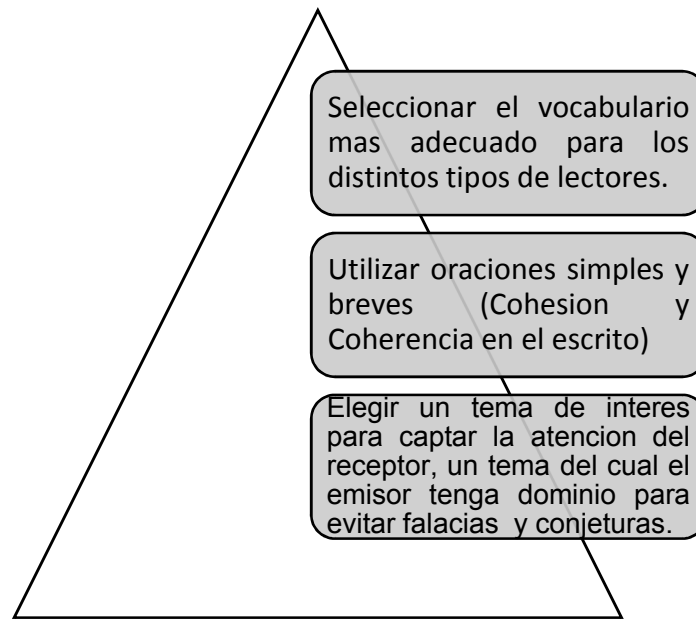 Seleccionar el vocabulario
mas adecuado para los
distintos tipos de lectores.
Utilizar oraciones simples y
breves (Cohesion y
Coherencia en el escrito)
Elegir un tema de interes
para captar la atencion del
receptor, un tema del cual el
emisor tenga dominio para
evitar falacias y conjeturas.